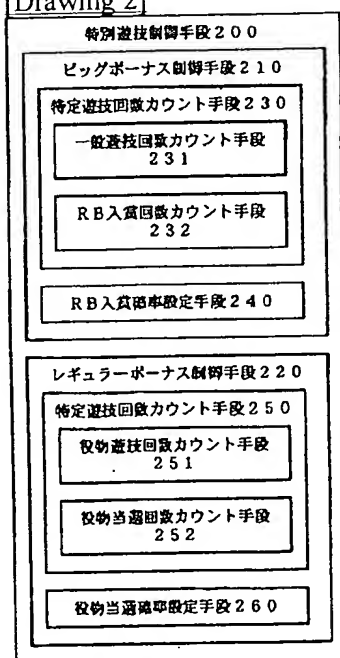 [Drawing 2]
特別遊技制御手段200
ビッグボーナス制御手段210
特定遊技回数カウント手段230
一般遊技回数カウント手段
231
RB入賞回数カウント手段
232
RB入賞確率設定手段240
レギュラーボーナス制御手段220
特定遊技回数カウント手段250
役物遊技回数カウント手段
251
役物当選回数カウント手段
252
役物当選確率設定手段260